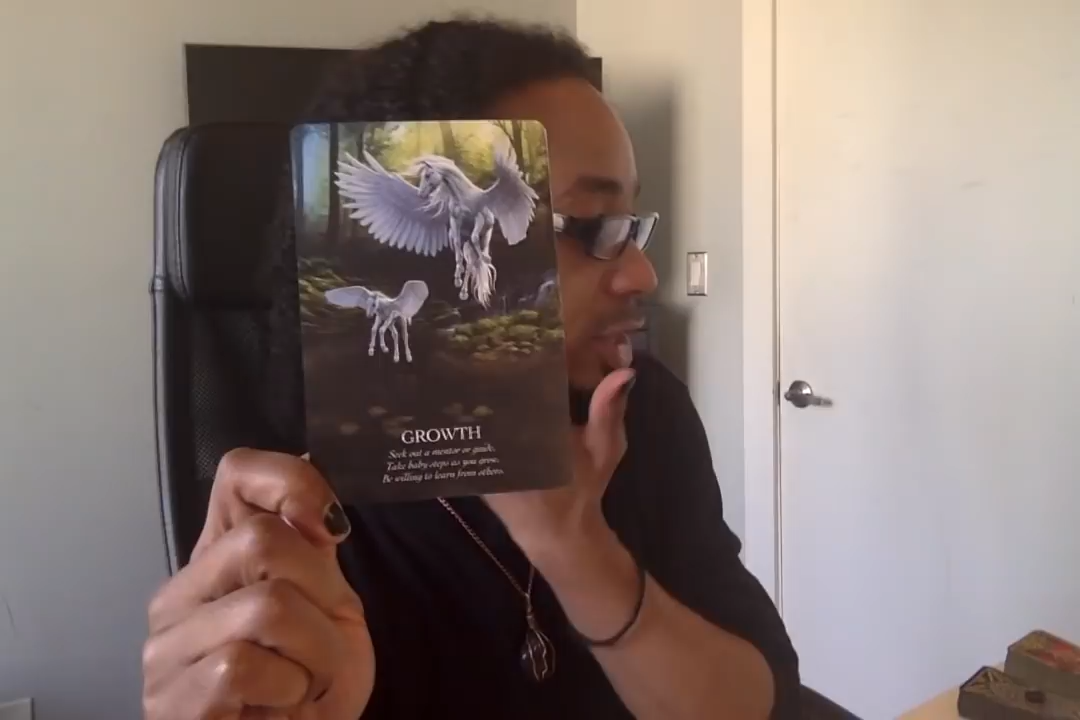 GROWTH
Seek out a mentor or guide.
Take baby steps as you grow.
Be willing to learn from others.